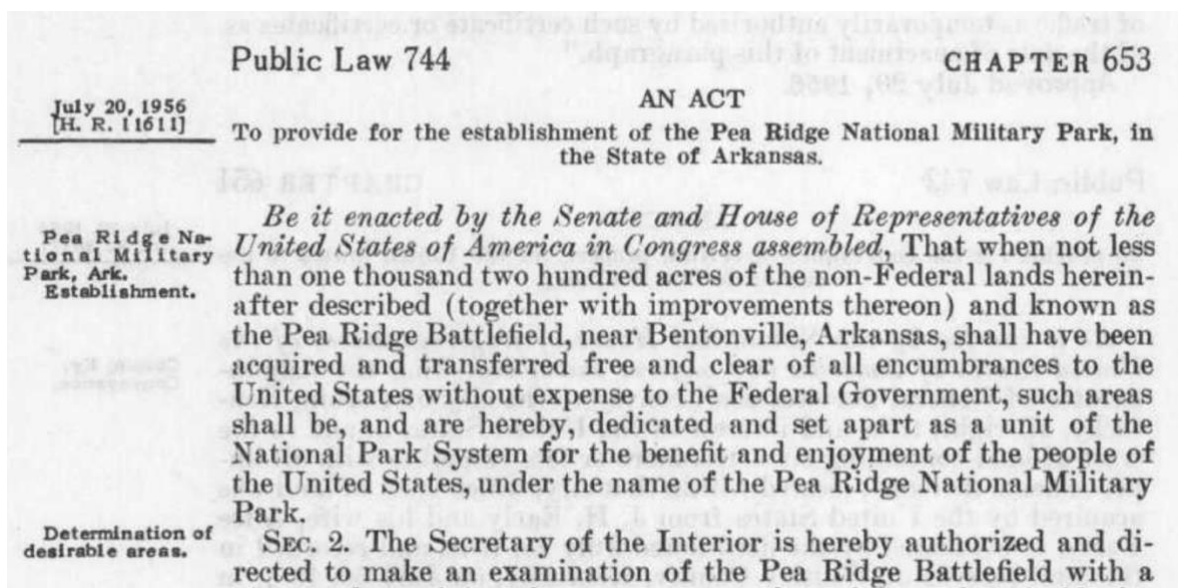 Public Law 744
CHAPTER 653
July 20, 1956
[H. R. 11611]
AN ACT
To provide for the establishment of the Pea Ridge National Military Park, in
the State of Arkansas.
Pea Ridge Na-
tional Military
Park, Ark.
Establishment.
Be it enacted by the Senate and House of Representatives of the
United States of America in Congress assembled, That when not less
than one thousand two hundred acres of the non-Federal lands herein-
after described (together with improvements thereon) and known as
the Pea Ridge Battlefield, near Bentonville, Arkansas, shall have been
acquired and transferred free and clear of all encumbrances to the
United States without expense to the Federal Government, such areas
shall be, and are hereby, dedicated and set apart as a unit of the
National Park System for the benefit and enjoyment of the people of
the United States, under the name of the Pea Ridge National Military
Park.
Determination of
desirable areas.
SEC. 2. The Secretary of the Interior is hereby authorized and di-
rected to make an examination of the Pea Ridge Battlefield with a